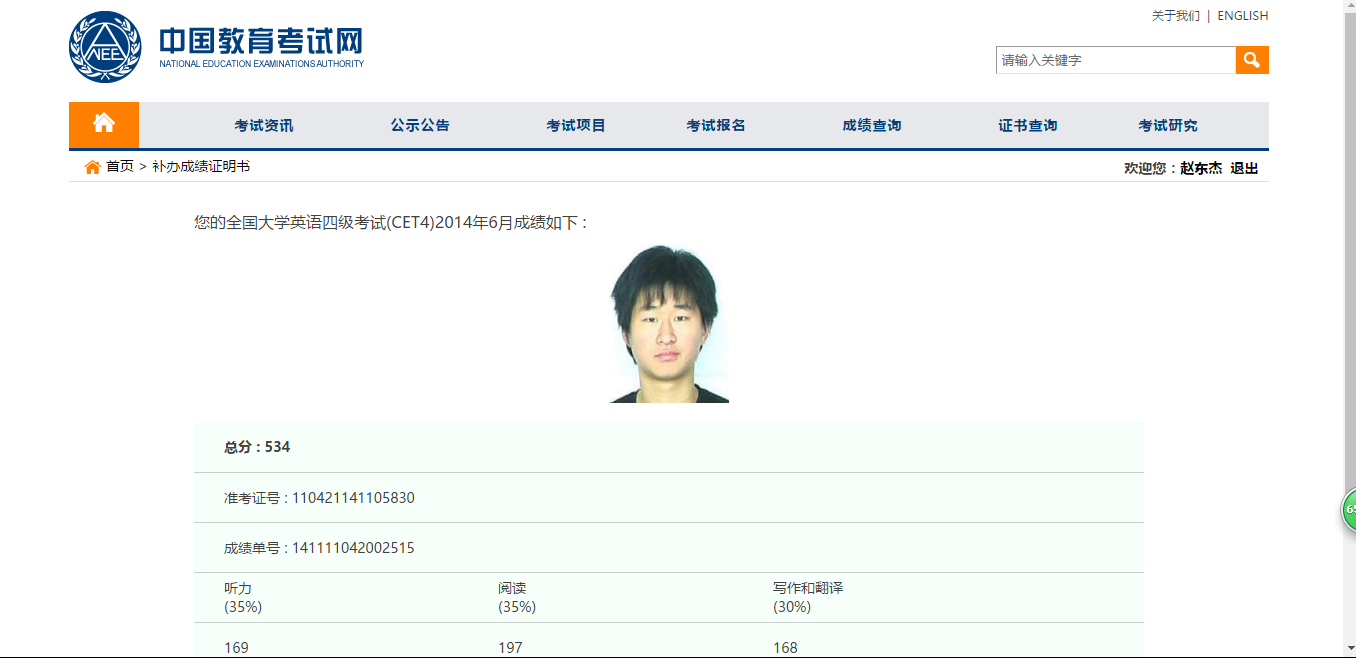 关于我们 | ENGLISH
NEE
中国教育考试网
NATIONAL EDUCATION EXAMINATIONS AUTHORITY
请输入关键字
考试资讯 公示公告 考试项目 考试报名 成绩查询 证书查询 考试研究
首页 > 补办成绩证明书
欢迎您：赵东杰 退出
您的全国大学英语四级考试(CET4)2014年6月成绩如下：
总分 : 534
准考证号 : 110421141105830
成绩单号 : 141111042002515
听力 阅读 写作和翻译
(35%) (35%) (30%)
169 197 168